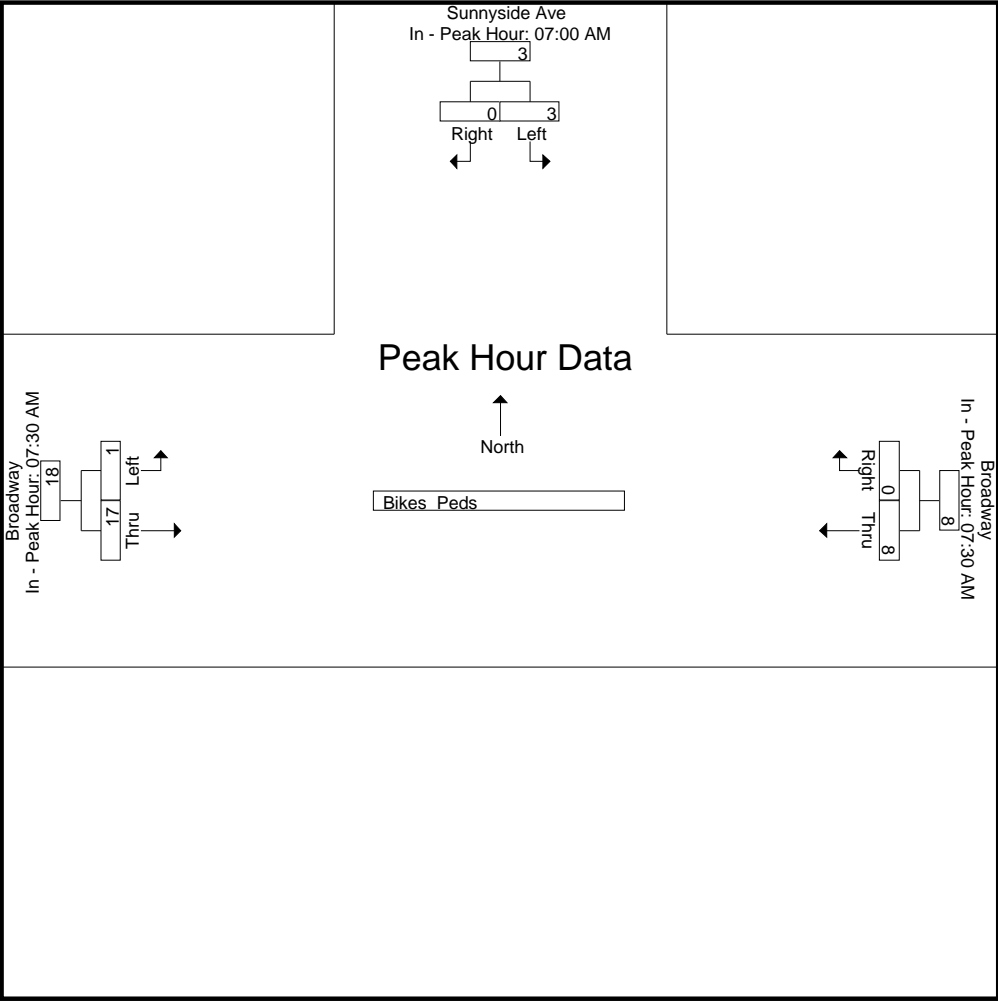 Sunnyside Ave
In - Peak Hour: 07:00 AM
3
0 3
Right Left
Peak Hour Data
North
Bikes Peds
Broadway
In - Peak Hour: 07:30 AM
18
1
17
Left
Thru
Broadway
In - Peak Hour: 07:30 AM
8
0
8
Right
Thru